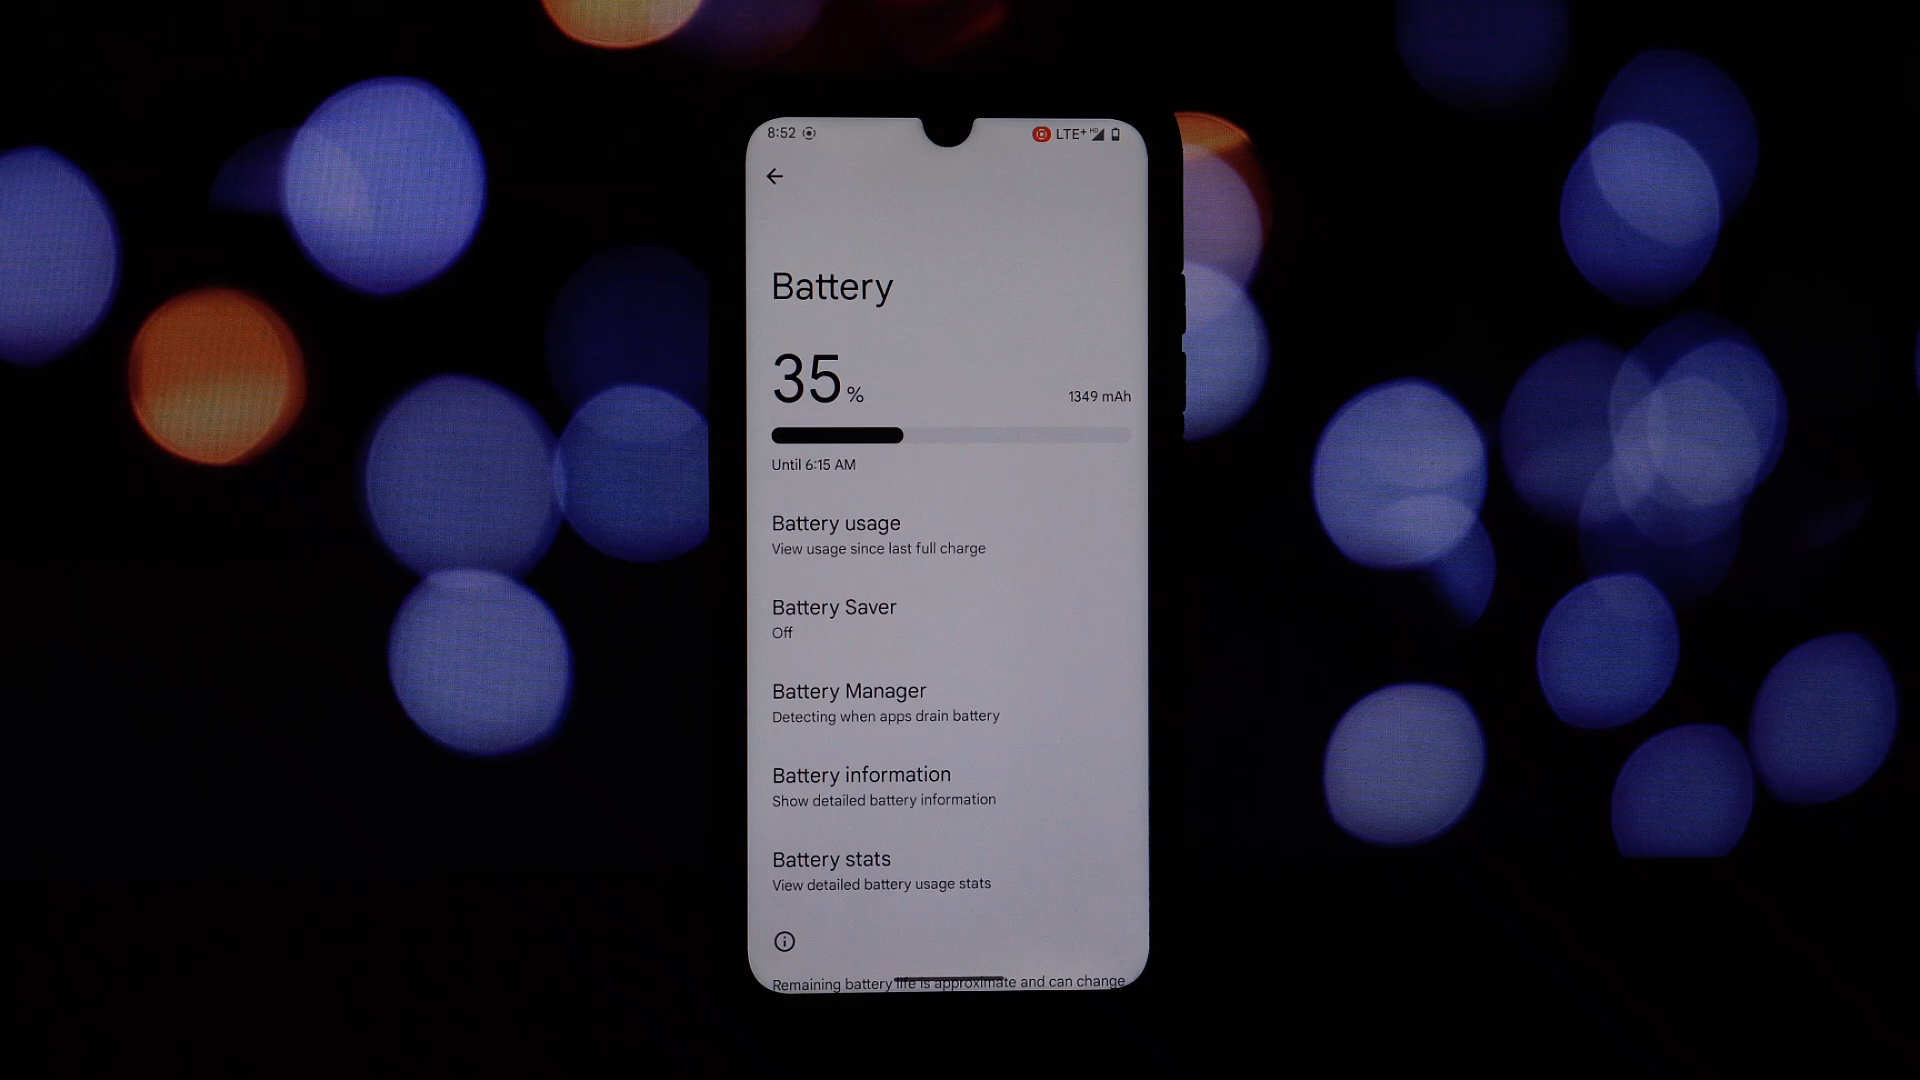 8:52 LTE+ HD
Battery
35 % 1349 mAh
Until 6:15 AM
Battery usage
View usage since last full charge
Battery Saver
Off
Battery Manager
Detecting when apps drain battery
Battery information
Show detailed battery information
Battery stats
View detailed battery usage stats
Remaining battery life is approximate and can change